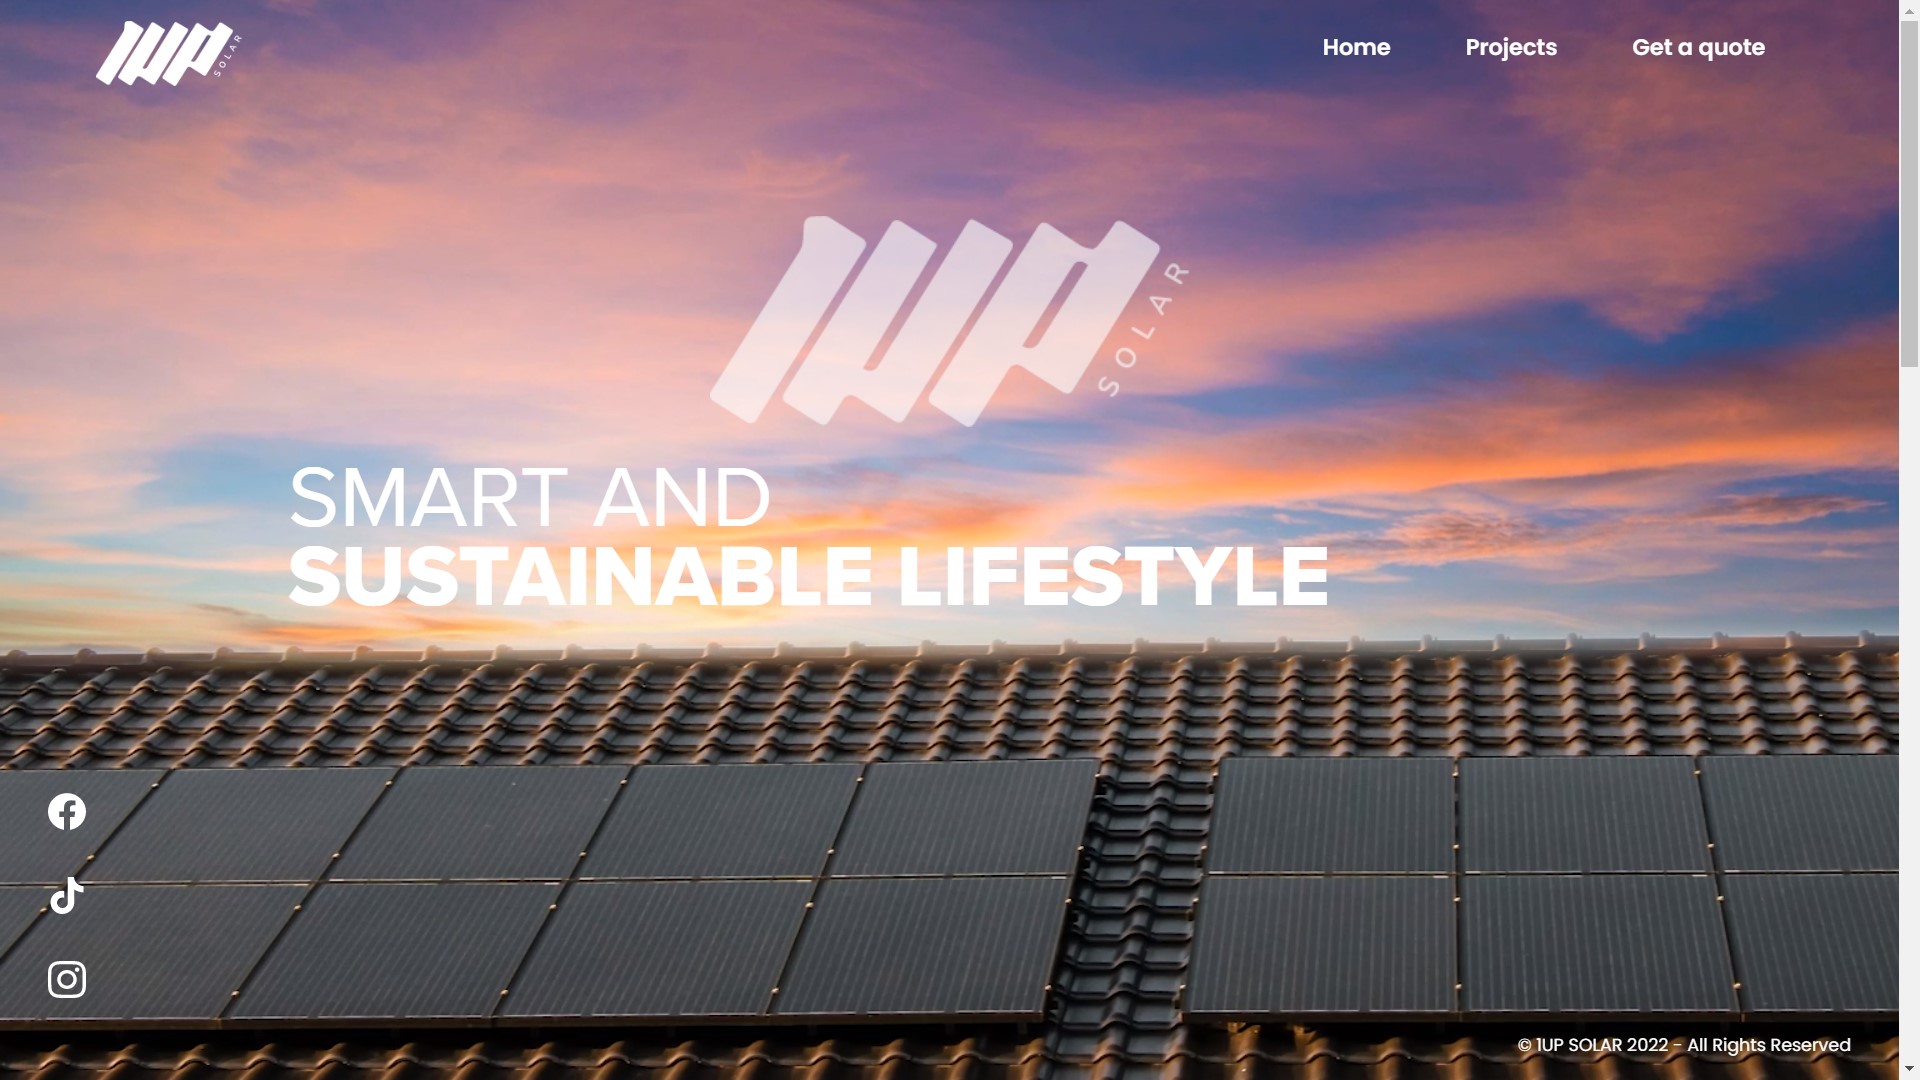 1UP
SOLAR
Home
Projects
Get a quote
1UP
SOLAR
SMART AND
SUSTAINABLE LIFESTYLE
© 1UP SOLAR 2022 - All Rights Reserved